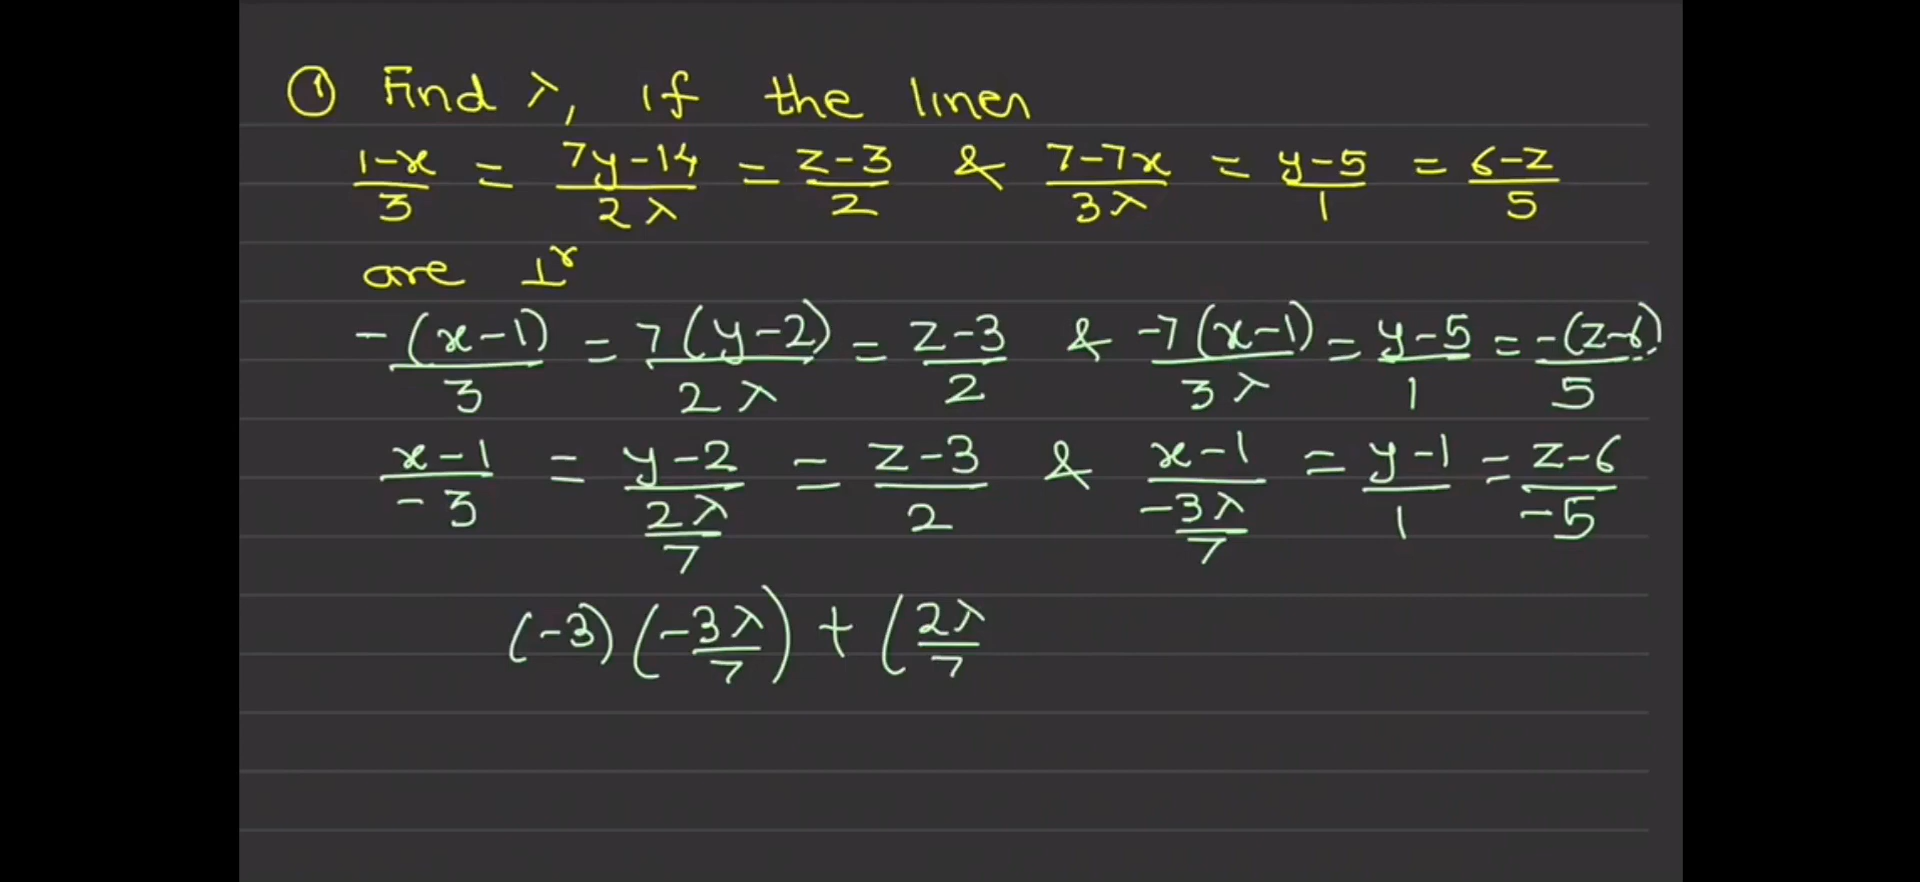 ① Find λ, if the lines
1-x/3 = 7y-14/2λ = z-3/2 & 7-7x/3λ = y-5/1 = 6-z/5
are ⊥r
-(x-1)/3 = 7(y-2)/2λ = z-3/2 & -7(x-1)/3λ = y-5/1 = -(z-6)/5
x-1/-3 = y-2/(2λ/7) = z-3/2 & x-1/(-3λ/7) = y-1/1 = z-6/-5
(-3)(-3λ/7) + (2λ/7